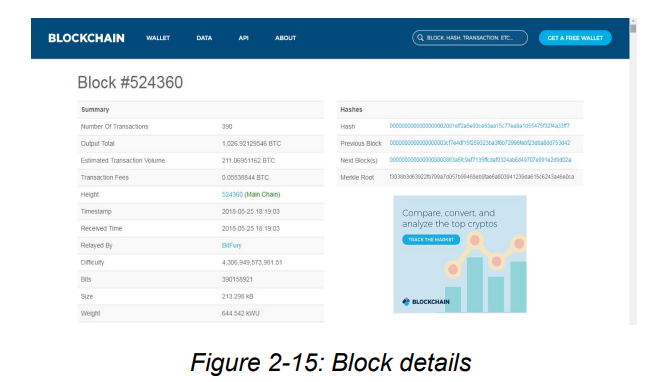 BLOCKCHAIN WALLET DATA API ABOUT BLOCK, HASH, TRANSACTION, ETC... GET A FREE WALLET
Block #524360
Summary
Number Of Transactions 390
Output Total 1,026.92129546 BTC
Estimated Transaction Volume 211.06951162 BTC
Transaction Fees 0.05538844 BTC
Height 524360 (Main Chain)
Timestamp 2018-05-25 18:19:03
Received Time 2018-05-25 18:19:03
Relayed By BitFury
Difficulty 4,306,949,573,981.51
Bits 390158921
Size 213.298 kB
Weight 644.542 kWU
Hashes
Hash
Previous Block
Next Block(s)
Merkle Root
Compare, convert, and
analyze the top cryptos
TRACK THE MARKET
BLOCKCHAIN
Figure 2-15: Block details